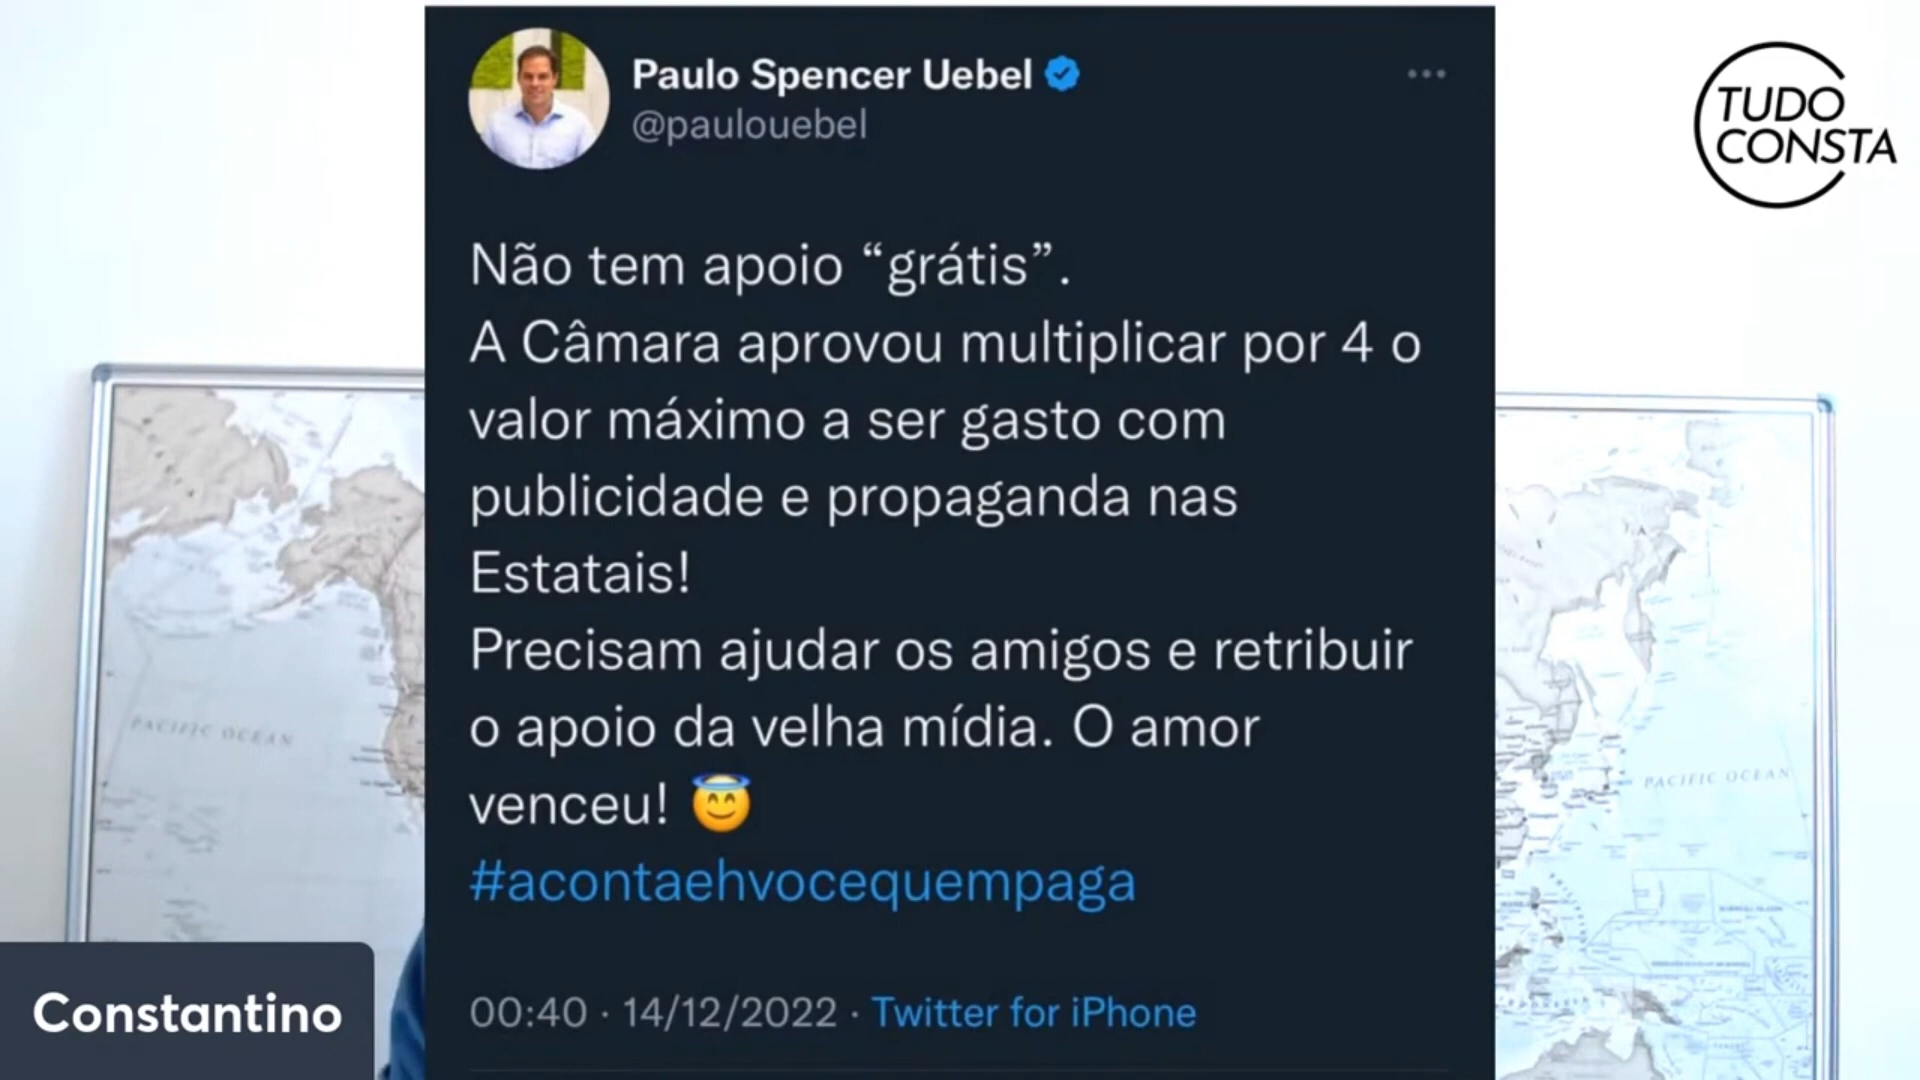 Paulo Spencer Uebel
@paulouebel
TUDO
CONSTA
Não tem apoio “grátis”.
A Câmara aprovou multiplicar por 4 o
valor máximo a ser gasto com
publicidade e propaganda nas
Estatais!
Precisam ajudar os amigos e retribuir
o apoio da velha mídia. O amor
venceu! 😇
#acontaehvocequempaga
00:40 · 14/12/2022 · Twitter for iPhone
PACIFIC OCEAN
PACIFIC OCEAN
Constantino